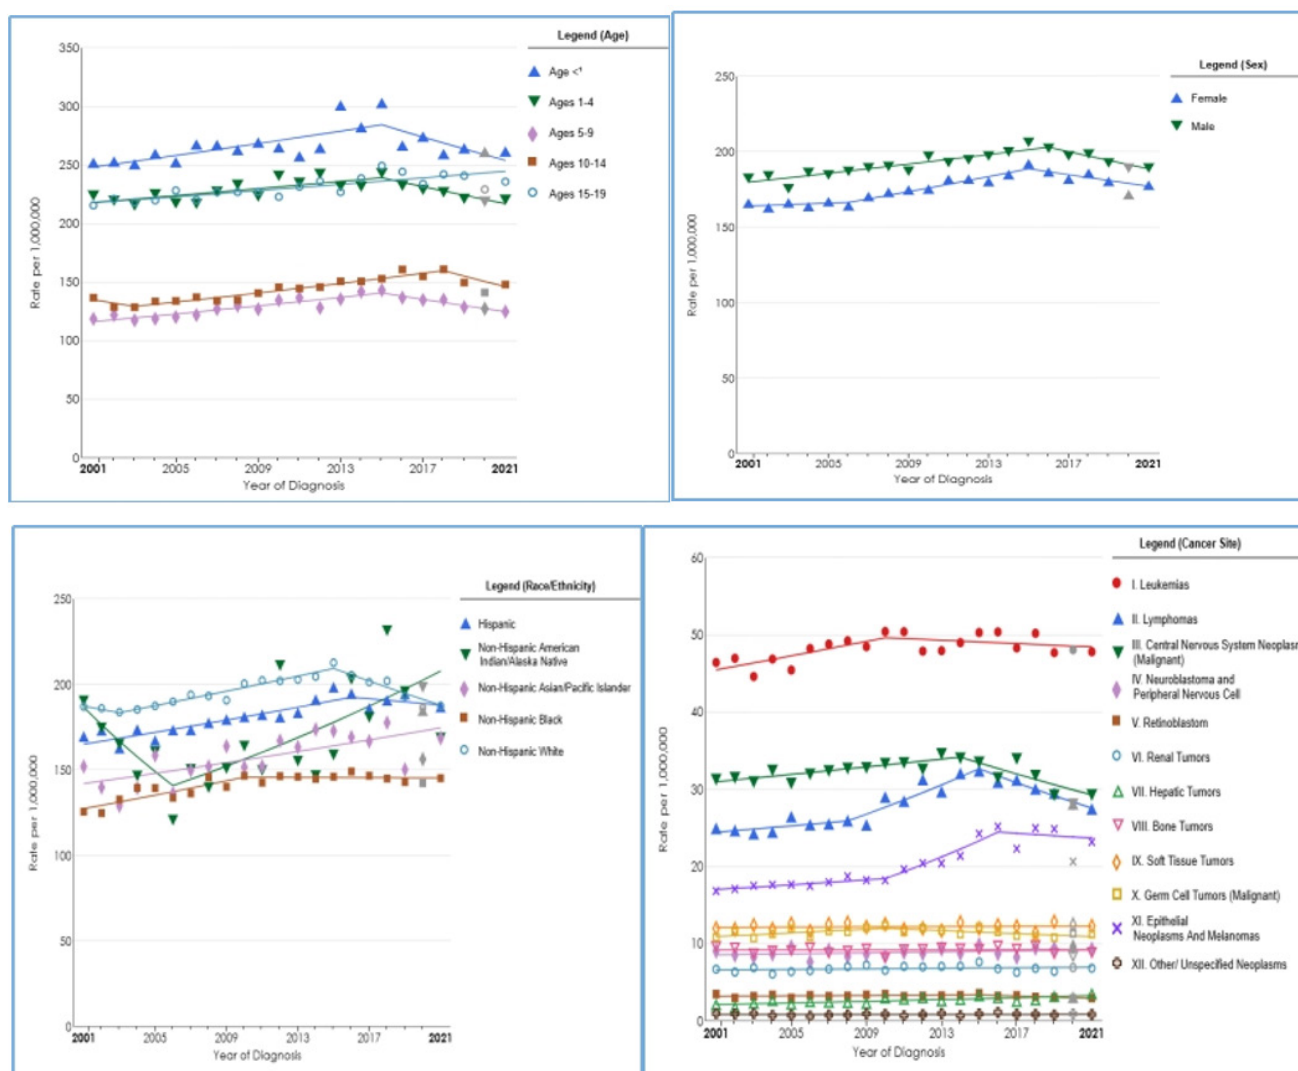 Legend (Age)
350
300
250
200
150
100
50
0
Rate per 1,000,000
2001 2005 2009 2013 2017 2021
Year of Diagnosis
Age <¹
Ages 1-4
Ages 5-9
Ages 10-14
Ages 15-19
Legend (Sex)
250
200
150
100
50
0
Rate per 1,000,000
2001 2005 2009 2013 2017 2021
Year of Diagnosis
Female
Male
Legend (Race/Ethnicity)
250
200
150
100
50
0
Rate per 1,000,000
2001 2005 2009 2013 2017 2021
Year of Diagnosis
Hispanic
Non-Hispanic American
Indian/Alaska Native
Non-Hispanic Asian/Pacific Islander
Non-Hispanic Black
Non-Hispanic White
Legend (Cancer Site)
60
50
40
30
20
10
0
Rate per 1,000,000
2001 2005 2009 2013 2017 2021
Year of Diagnosis
I. Leukemias
II. Lymphomas
III. Central Nervous System Neoplasm
(Malignant)
IV. Neuroblastoma and
Peripheral Nervous Cell
V. Retinoblastom
VI. Renal Tumors
VII. Hepatic Tumors
VIII. Bone Tumors
IX. Soft Tissue Tumors
X. Germ Cell Tumors (Malignant)
XI. Epithelial
Neoplasms And Melanomas
XII. Other/ Unspecified Neoplasms